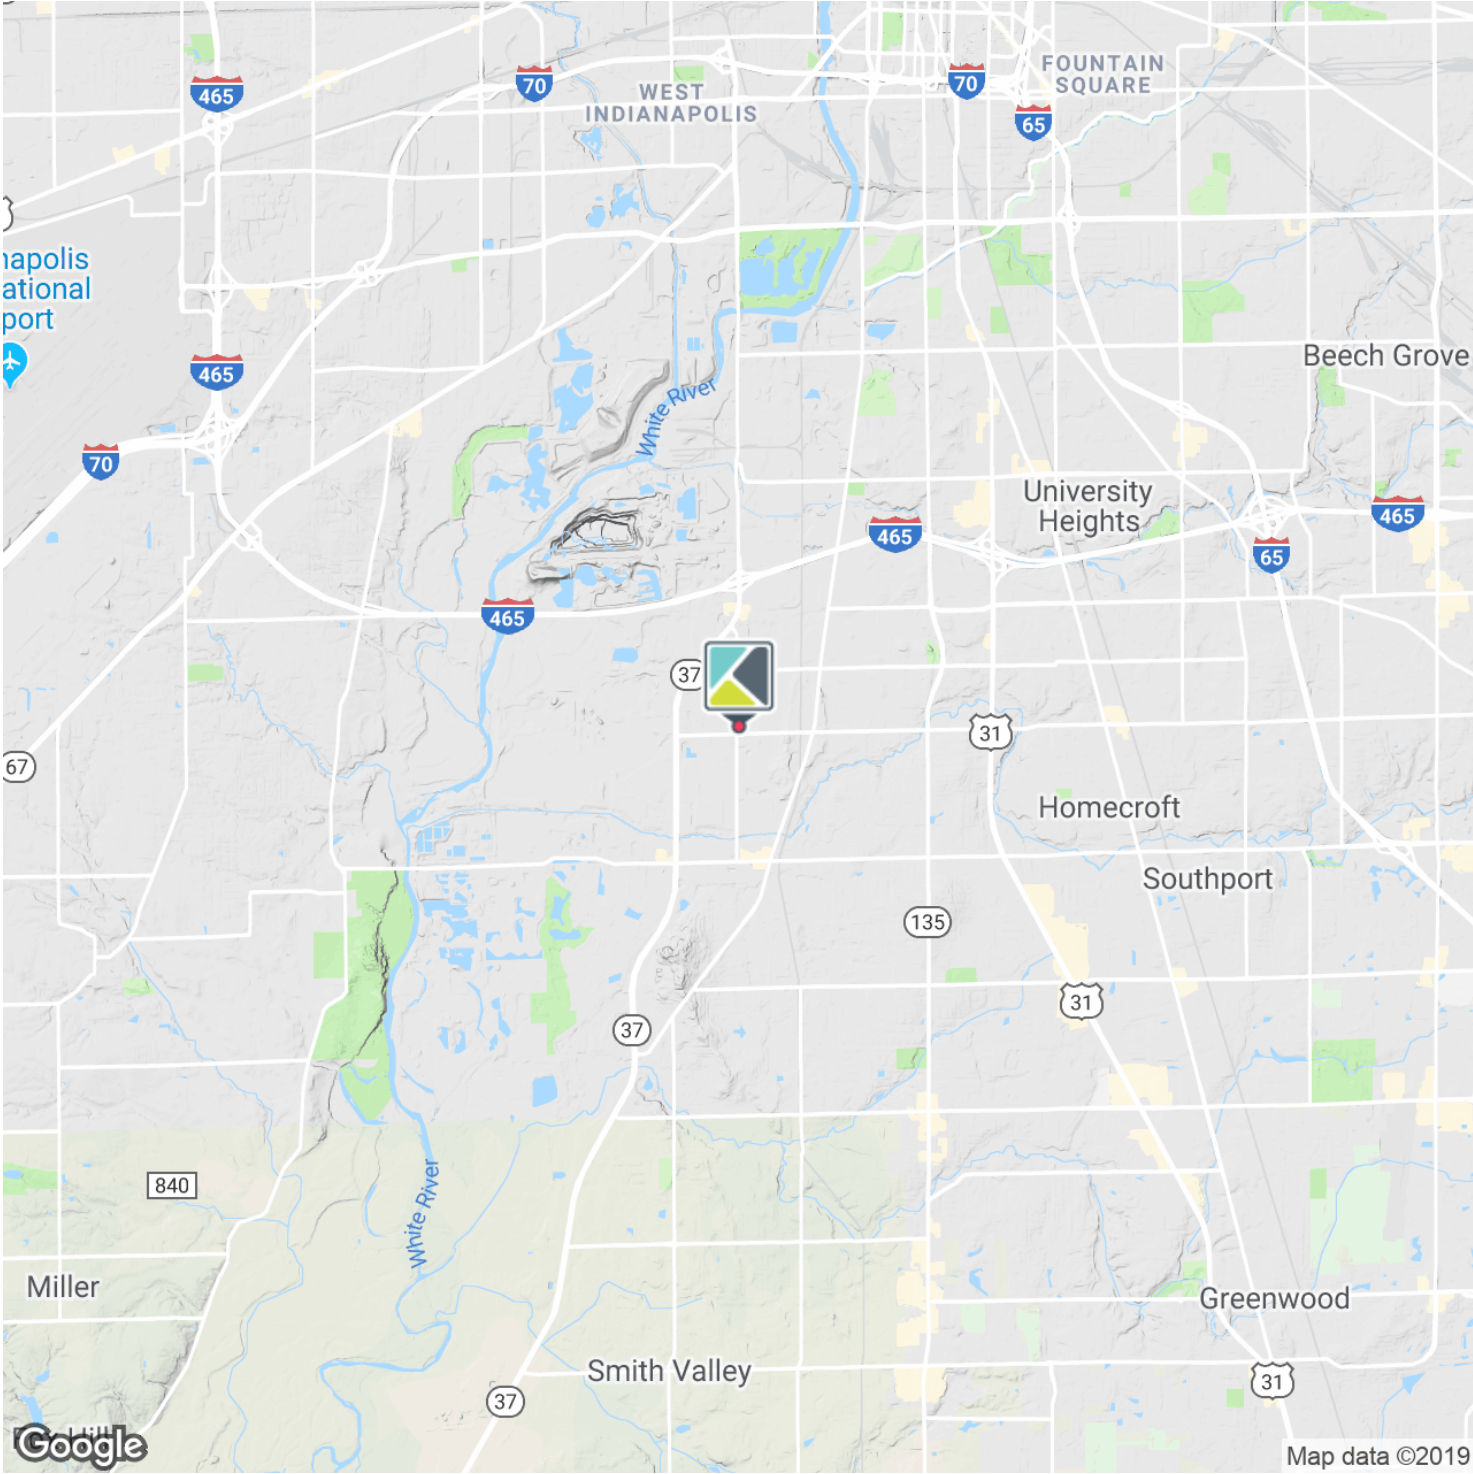 465
70
WEST
INDIANAPOLIS
70
FOUNTAIN
SQUARE
65
napolis
ational
port
465
Beech Grove
White River
70
University
Heights
465
465
65
465
37
31
67
Homecroft
Southport
135
31
37
840
White River
Miller
Greenwood
Smith Valley
31
37
Google
Map data ©2019